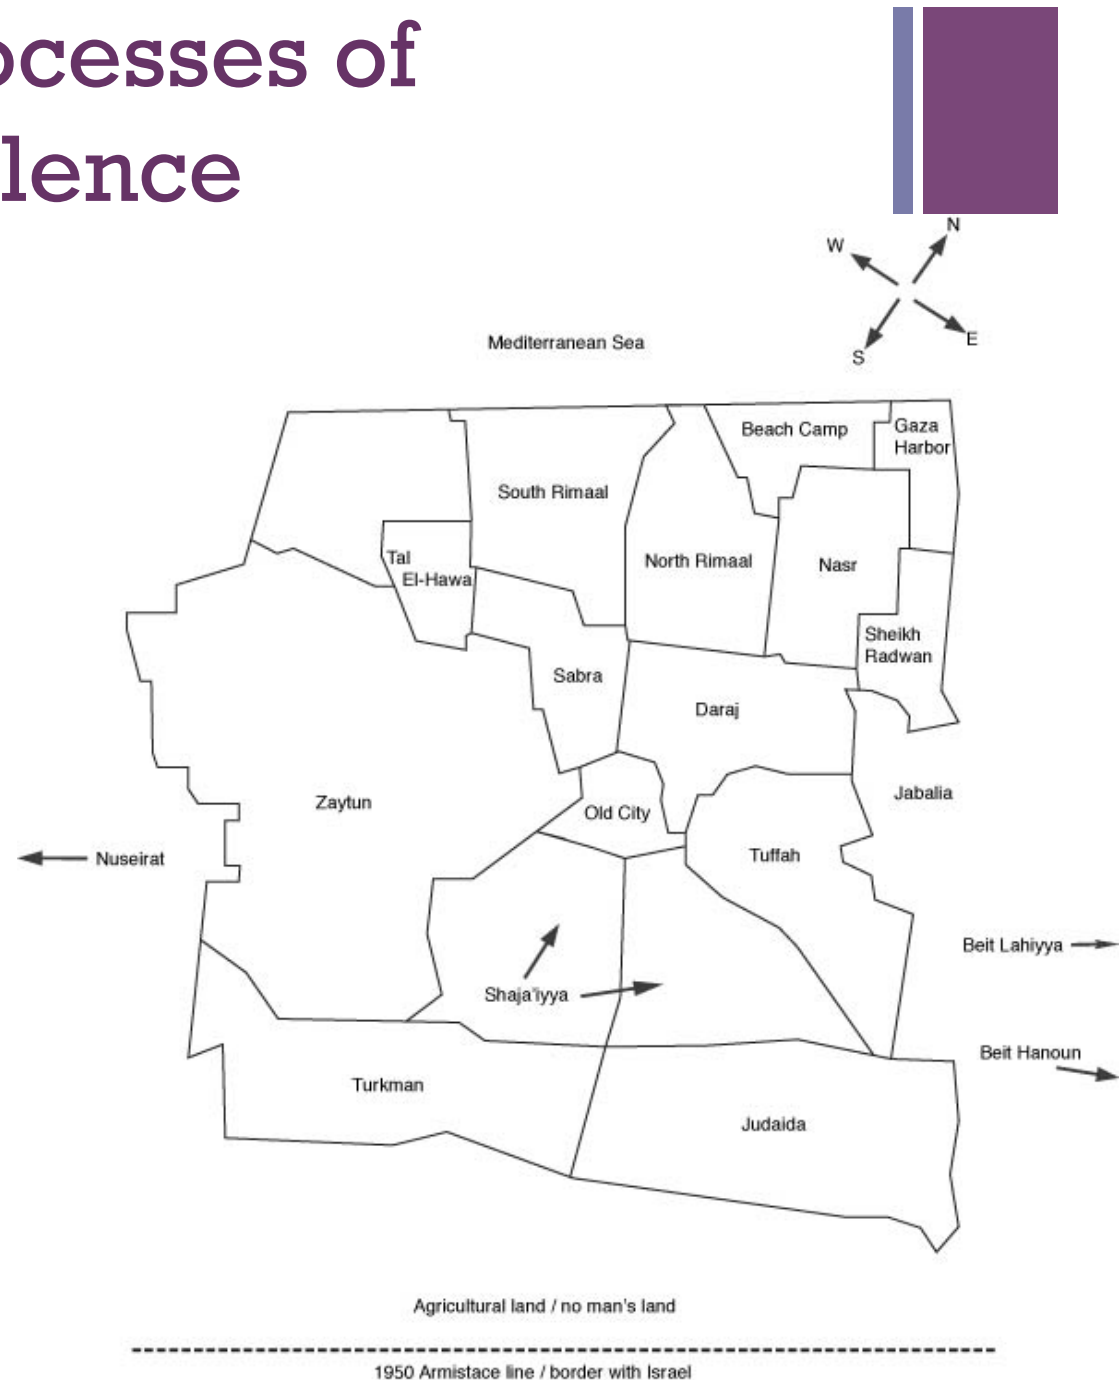 ocesses of
lence
N
W
E
S
Mediterranean Sea
Beach Camp
Gaza
Harbor
South Rimaal
Tal
El-Hawa
North Rimaal
Nasr
Sheikh
Radwan
Sabra
Daraj
Jabalia
Zaytun
Old City
Tuffah
Nuseirat
Beit Lahiyya
Shaja'iyya
Beit Hanoun
Turkman
Judaida
Agricultural land / no man's land
1950 Armistace line / border with Israel